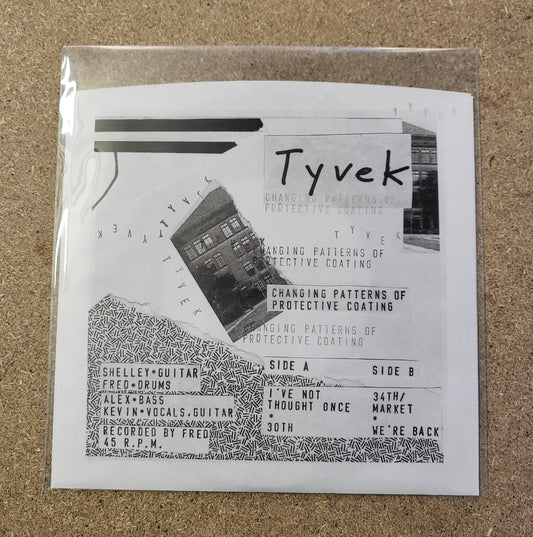 TYVEK
Tyvek
CHANGING PATTERNS OF
PROTECTIVE COATING
TYVEK
TYVEK
TYVEK
TYVEK
CHANGING PATTERNS OF
PROTECTIVE COATING
CHANGING PATTERNS OF
PROTECTIVE COATING
CHANGING PATTERNS OF
PROTECTIVE COATING
SIDE A
SIDE B
SHELLEY*GUITAR
FRED*DRUMS
ALEX*BASS
KEVIN*VOCALS,GUITAR
RECORDED BY FRED
45 R.P.M.
I'VE NOT
THOUGHT ONCE
*
30TH
34TH/
MARKET
*
WE'RE BACK